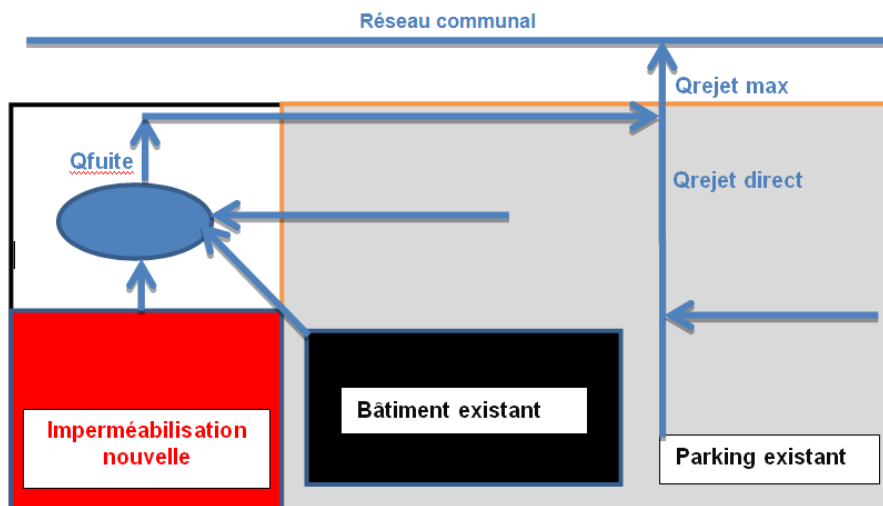 Réseau communal
Qrejet max
Qfuite
Qrejet direct
Bâtiment existant
Imperméabilisation
nouvelle
Parking existant